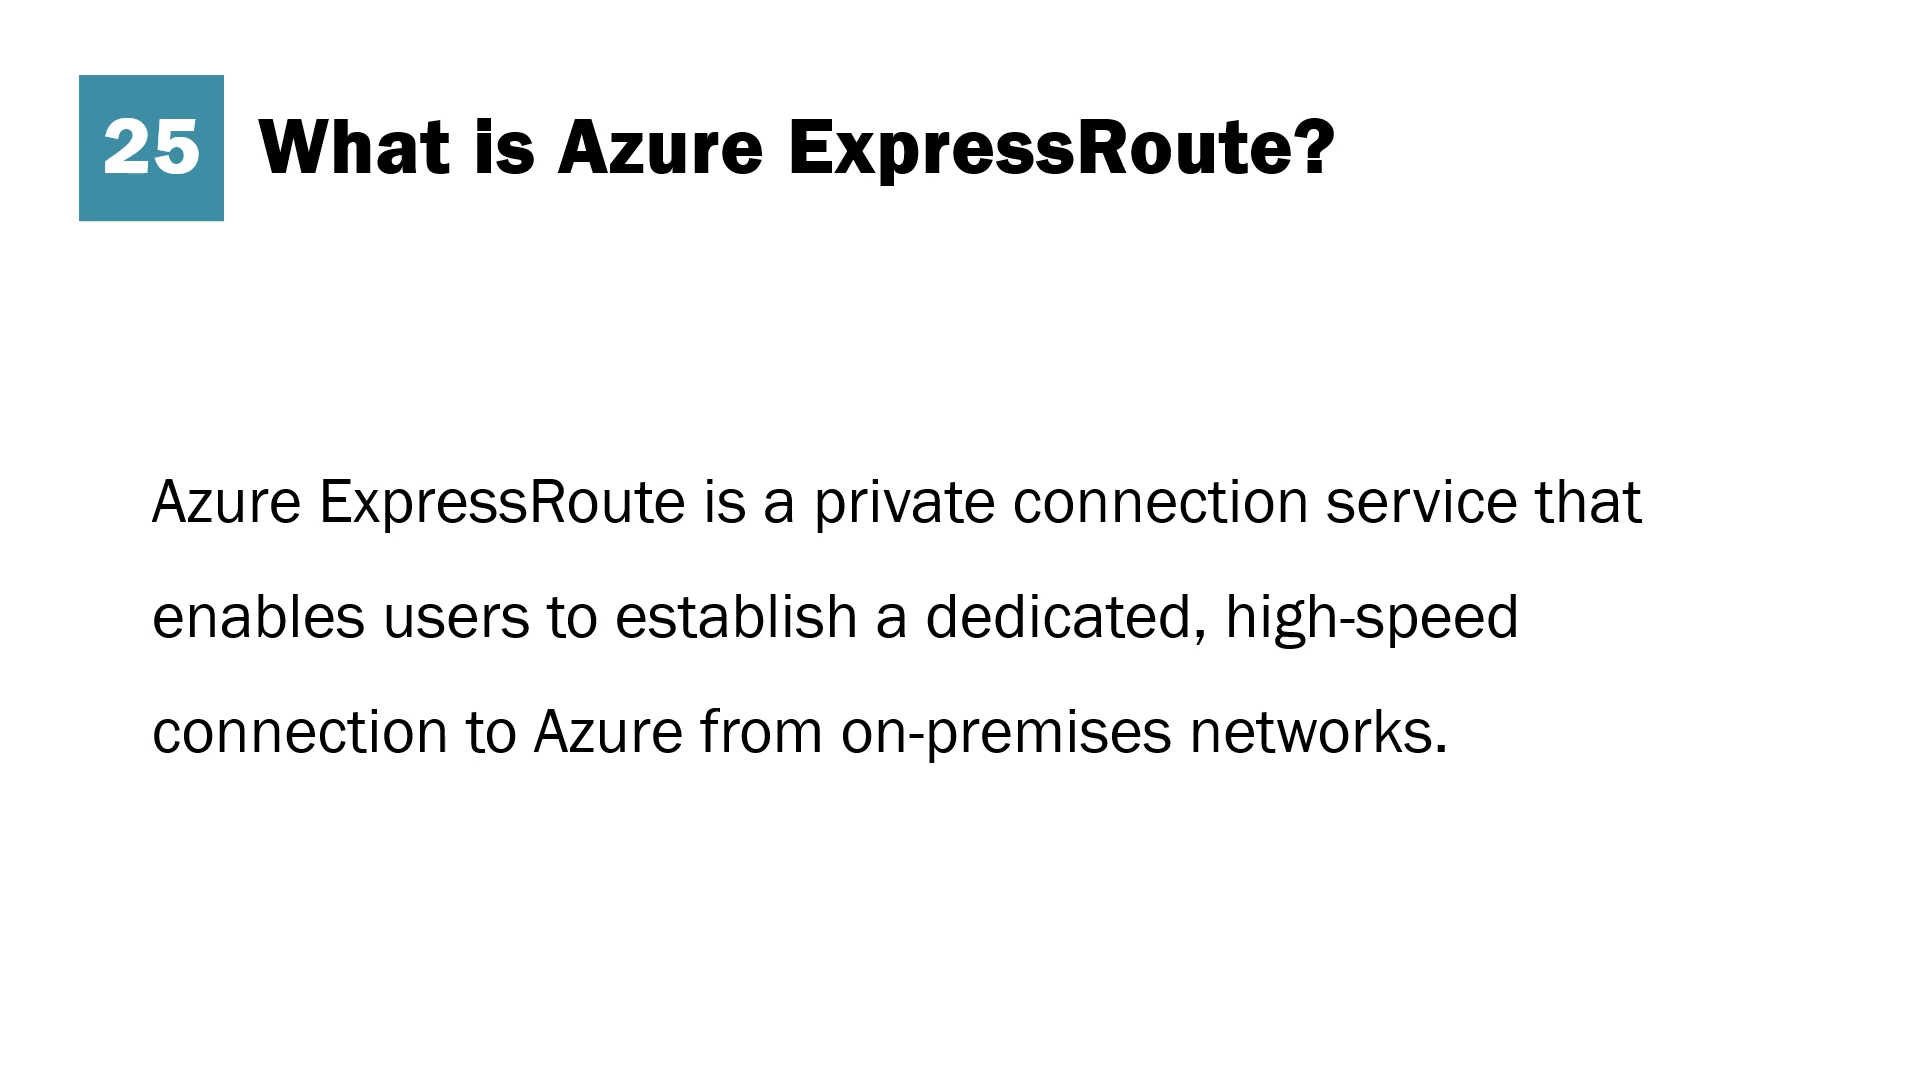 25 What is Azure ExpressRoute?
Azure ExpressRoute is a private connection service that
enables users to establish a dedicated, high-speed
connection to Azure from on-premises networks.